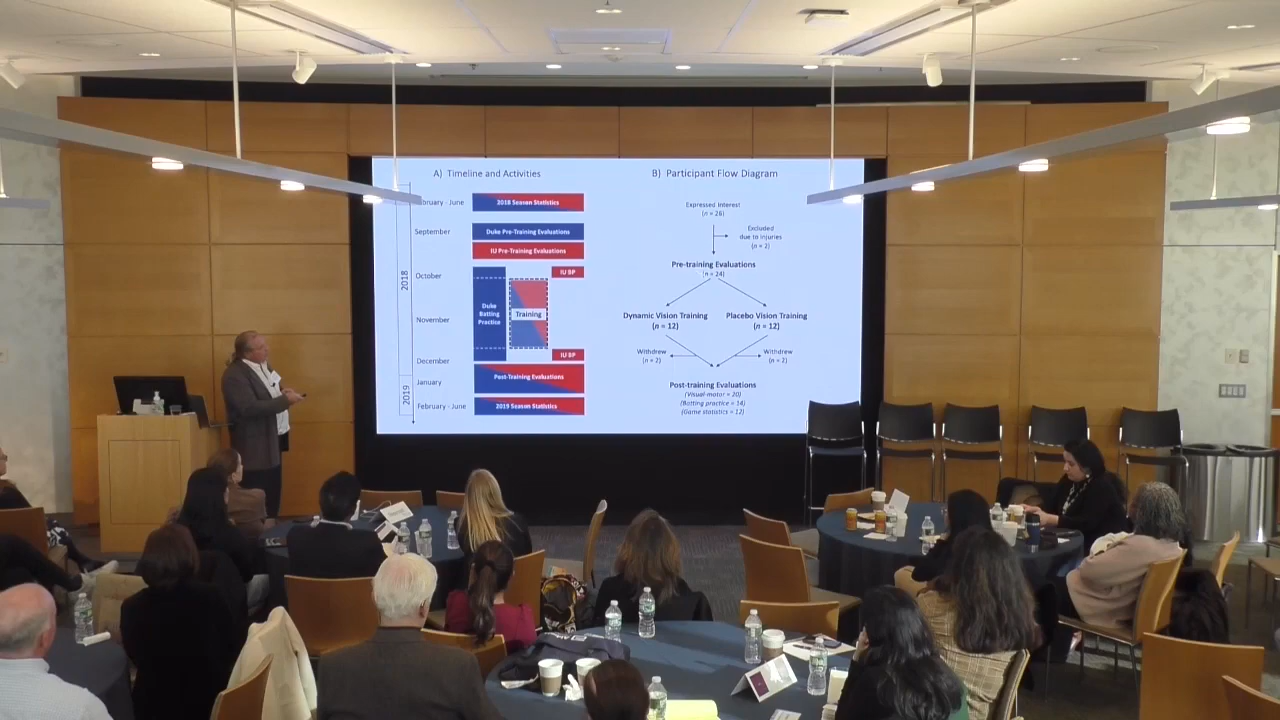 A) Timeline and Activities
2018
2019
bruary - June
2018 Season Statistics
September
Duke Pre-Training Evaluations
IU Pre-Training Evaluations
October
IU BP
Duke
Batting
Practice
Training
November
December
IU BP
January
Post-Training Evaluations
February - June
2019 Season Statistics
B) Participant Flow Diagram
Expressed Interest
Excluded
due to injuries
(n = 2)
Pre-training Evaluations
(n = 24)
Dynamic Vision Training
(n = 12)
Placebo Vision Training
(n = 12)
Withdrew
(n = 2)
Withdrew
(n = 2)
Post-training Evaluations
(Visual-motor = 20)
(Batting practice = 14)
(Game statistics = 12)